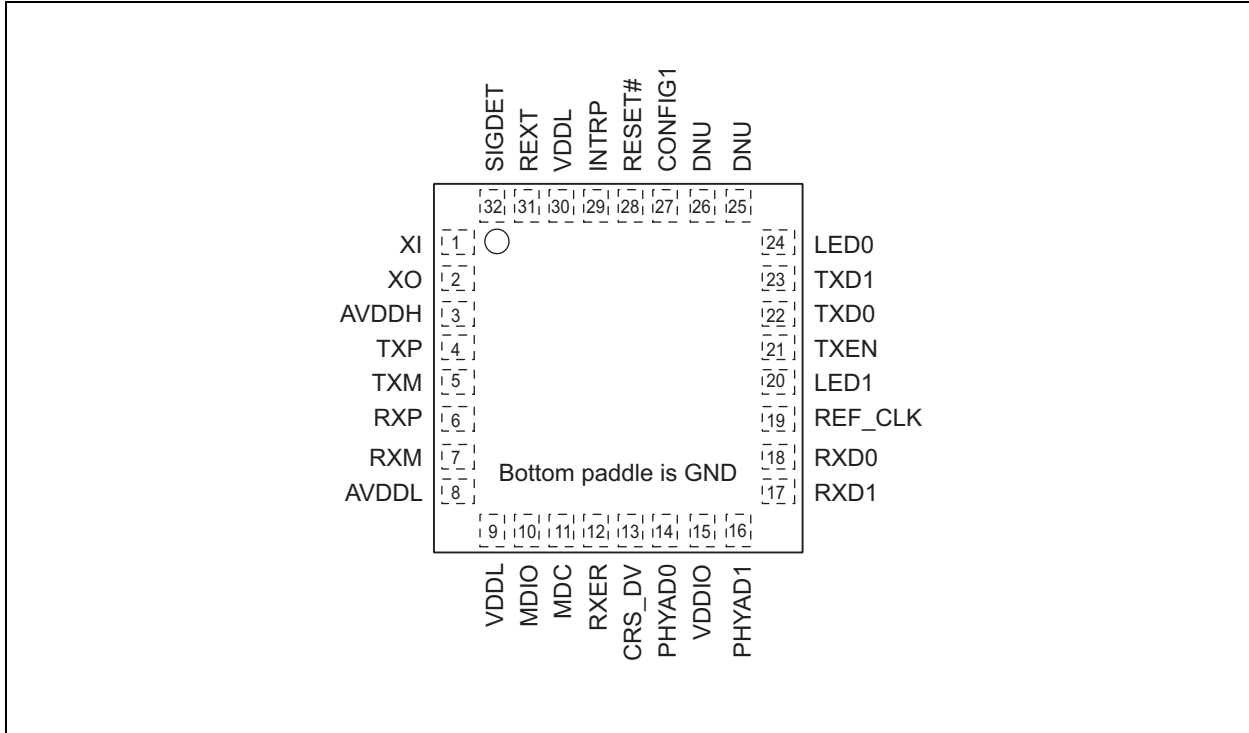 SIGDET
REXT
VDDL
INTRP
RESET#
CONFIG1
DNU
DNU
32 31 30 29 28 27 26 25
XI 1 24 LED0
XO 2 23 TXD1
AVDDH 3 22 TXD0
TXP 4 21 TXEN
TXM 5 20 LED1
RXP 6 19 REF_CLK
RXM 7 18 RXD0
Bottom paddle is GND
AVDDL 8 17 RXD1
9 10 11 12 13 14 15 16
VDDL
MDIO
MDC
RXER
CRS_DV
PHYAD0
VDDIO
PHYAD1